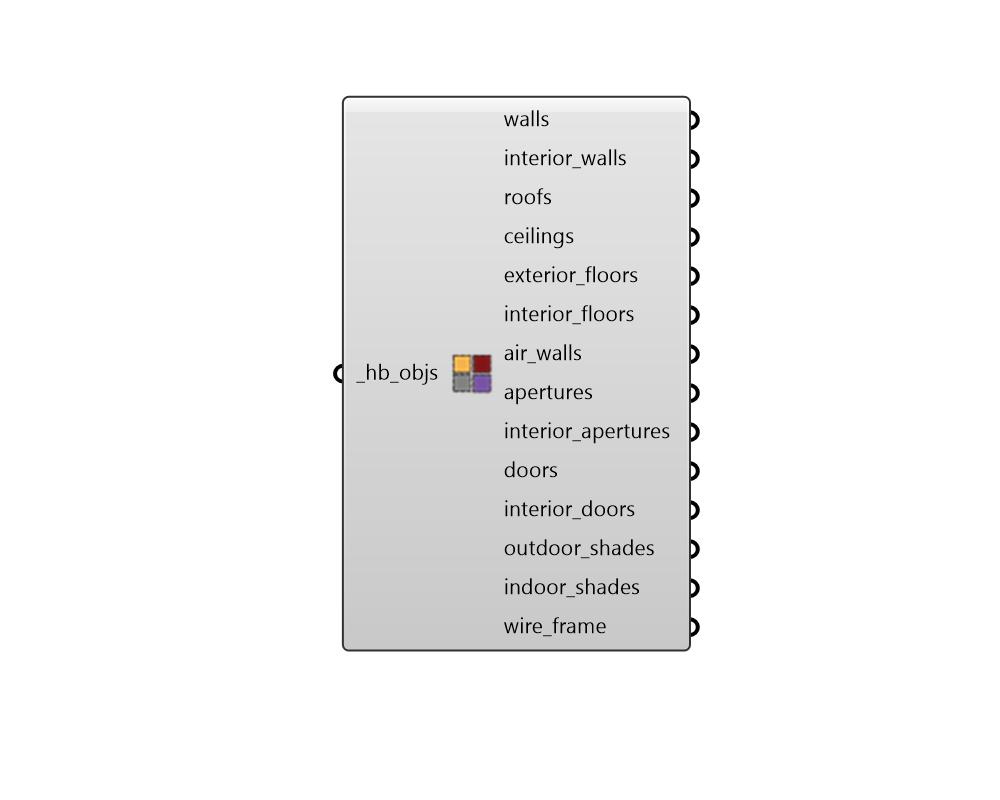 walls
interior_walls
roofs
ceilings
exterior_floors
interior_floors
air_walls
_hb_objs
apertures
interior_apertures
doors
interior_doors
outdoor_shades
indoor_shades
wire_frame